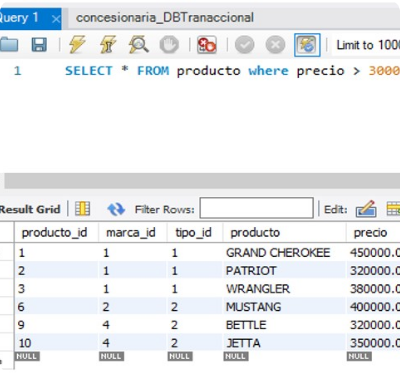 Query 1 concesionaria_DBTranaccional
Limit to 1000
1 SELECT * FROM producto where precio > 3000
Result Grid Filter Rows: Edit:
producto_id marca_id tipo_id producto precio
1 1 1 GRAND CHEROKEE 450000.0
2 1 1 PATRIOT 320000.0
3 1 1 WRANGLER 380000.0
6 2 2 MUSTANG 400000.0
9 4 2 BETTLE 320000.0
10 4 2 JETTA 350000.0
NULL NULL NULL NULL NULL